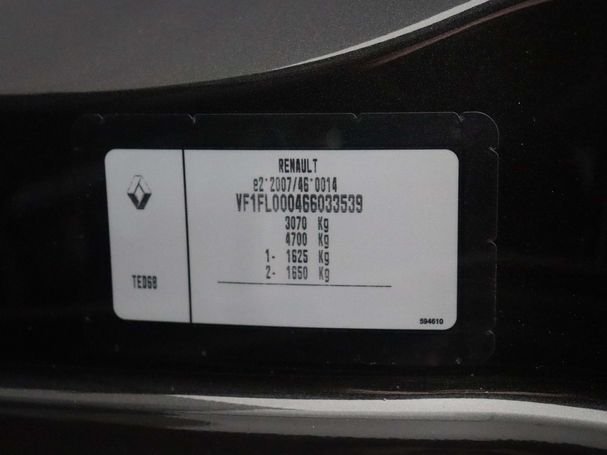 RENAULT
e2*2007/46*0014
VF1FL000466033539
3070 Kg
4700 Kg
1- 1625 Kg
2- 1650 Kg
TED68
594610